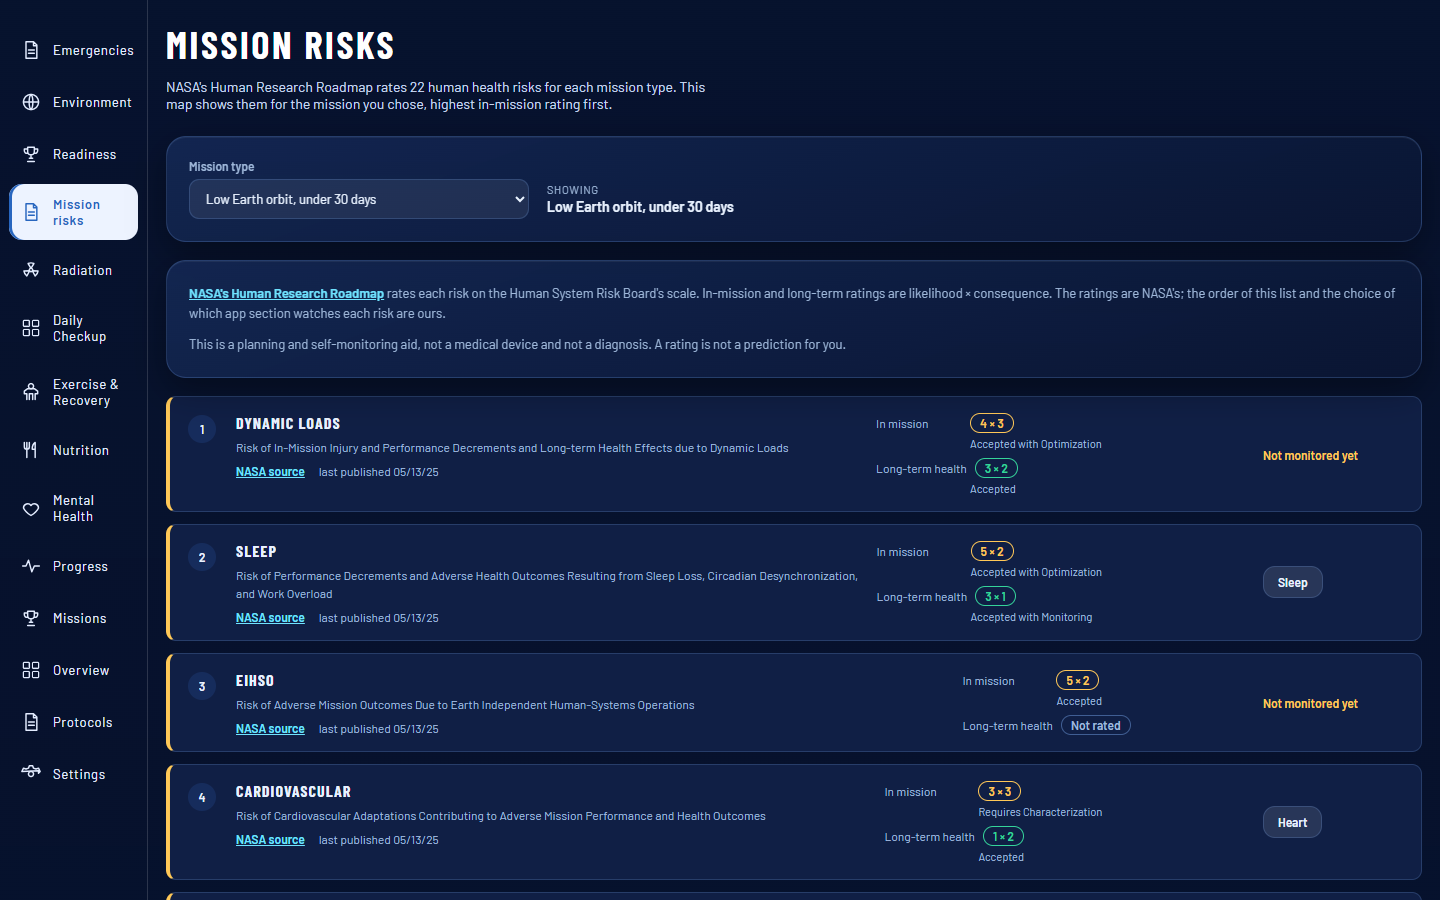 Emergencies
Environment
Readiness
Mission
risks
Radiation
Daily
Checkup
Exercise &
Recovery
Nutrition
Mental
Health
Progress
Missions
Overview
Protocols
Settings
MISSION RISKS
NASA's Human Research Roadmap rates 22 human health risks for each mission type. This
map shows them for the mission you chose, highest in-mission rating first.
Mission type
Low Earth orbit, under 30 days
SHOWING
Low Earth orbit, under 30 days
NASA's Human Research Roadmap rates each risk on the Human System Risk Board's scale. In-mission and long-term ratings are likelihood × consequence. The ratings are NASA's; the order of this list and the choice of
which app section watches each risk are ours.
This is a planning and self-monitoring aid, not a medical device and not a diagnosis. A rating is not a prediction for you.
1
DYNAMIC LOADS
Risk of In-Mission Injury and Performance Decrements and Long-term Health Effects due to Dynamic Loads
NASA source last published 05/13/25
In mission 4 × 3
Accepted with Optimization
Long-term health 3 × 2
Accepted
Not monitored yet
2
SLEEP
Risk of Performance Decrements and Adverse Health Outcomes Resulting from Sleep Loss, Circadian Desynchronization,
and Work Overload
NASA source last published 05/13/25
In mission 5 × 2
Accepted with Optimization
Long-term health 3 × 1
Accepted with Monitoring
Sleep
3
EIHSO
Risk of Adverse Mission Outcomes Due to Earth Independent Human-Systems Operations
NASA source last published 05/13/25
In mission 5 × 2
Accepted
Long-term health Not rated
Not monitored yet
4
CARDIOVASCULAR
Risk of Cardiovascular Adaptations Contributing to Adverse Mission Performance and Health Outcomes
NASA source last published 05/13/25
In mission 3 × 3
Requires Characterization
Long-term health 1 × 2
Accepted
Heart